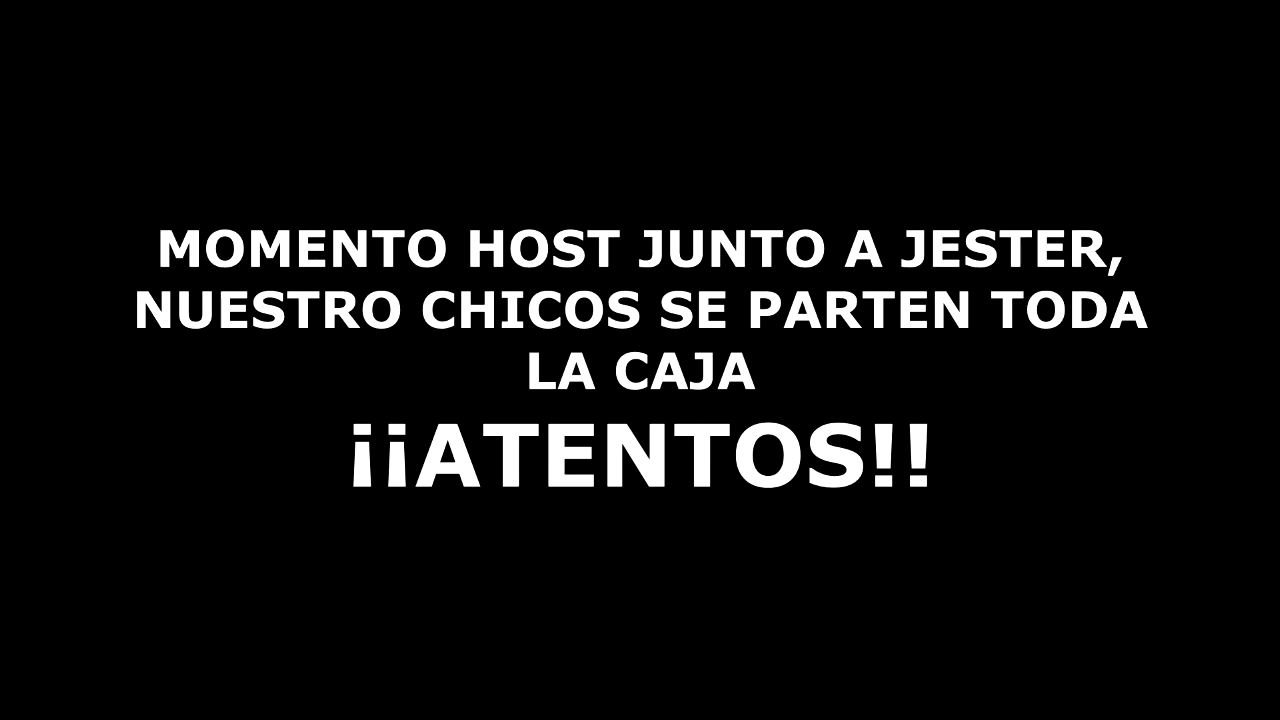 MOMENTO HOST JUNTO A JESTER,
NUESTRO CHICOS SE PARTEN TODA
LA CAJA
¡¡ATENTOS!!